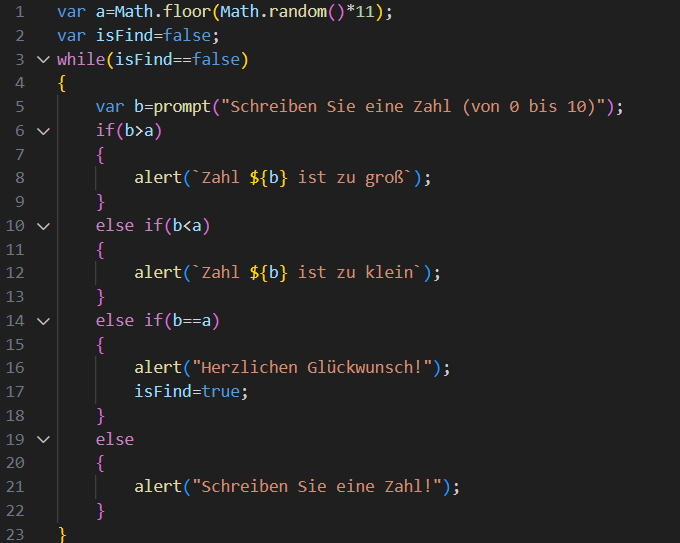 1 var a=Math.floor(Math.random()*11);
2 var isFind=false;
3 while(isFind==false)
4 {
5 var b=prompt("Schreiben Sie eine Zahl (von 0 bis 10)");
6 if(b>a)
7 {
8 alert(`Zahl ${b} ist zu groß`);
9 }
10 else if(b<a)
11 {
12 alert(`Zahl ${b} ist zu klein`);
13 }
14 else if(b==a)
15 {
16 alert("Herzlichen Glückwunsch!");
17 isFind=true;
18 }
19 else
20 {
21 alert("Schreiben Sie eine Zahl!");
22 }
23 }